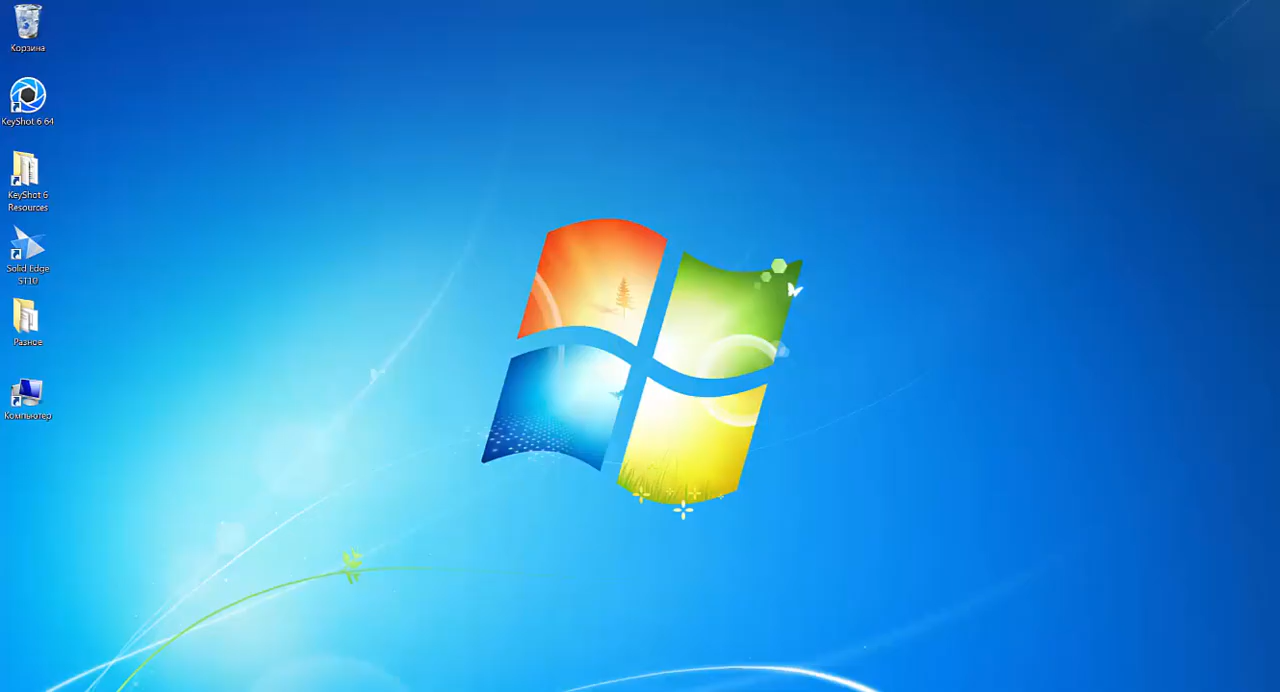 Корзина
KeyShot 6 64
KeyShot 6
Resources
Solid Edge
ST10
Разное
Компьютер